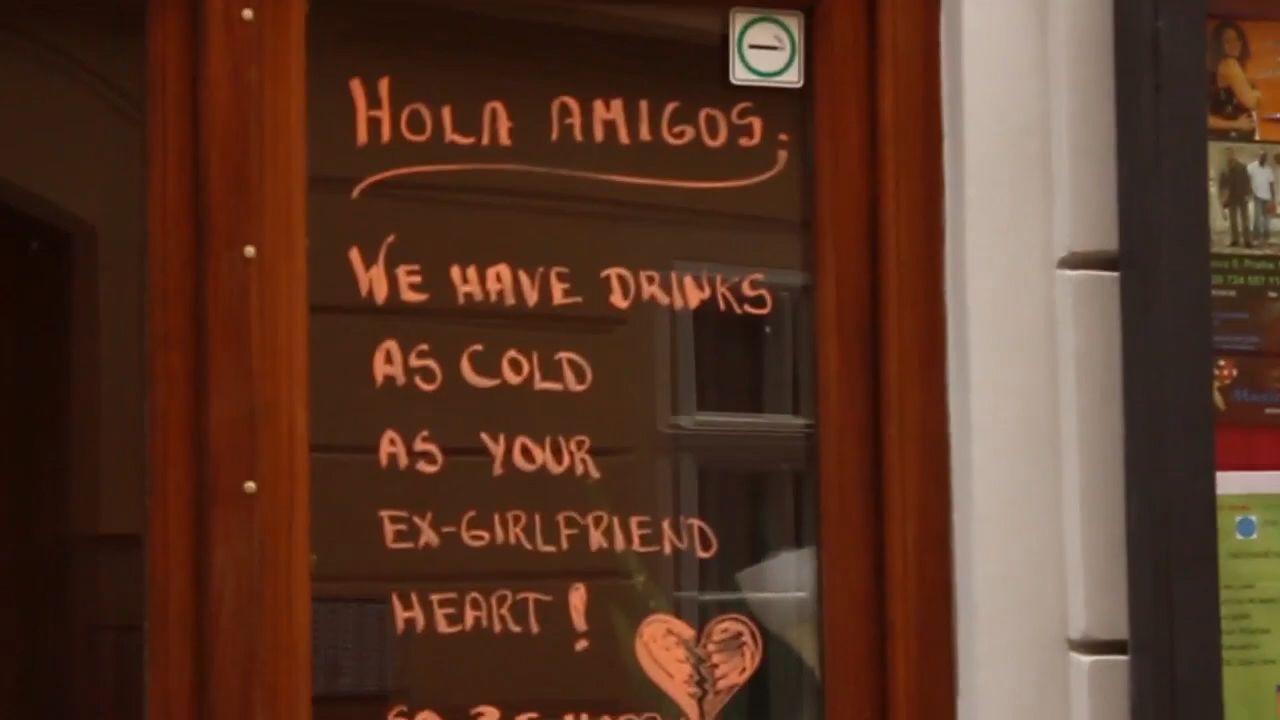 HOLA AMIGOS,
WE HAVE DRINKS
AS COLD
AS YOUR
EX-GIRLFRIEND
HEART!